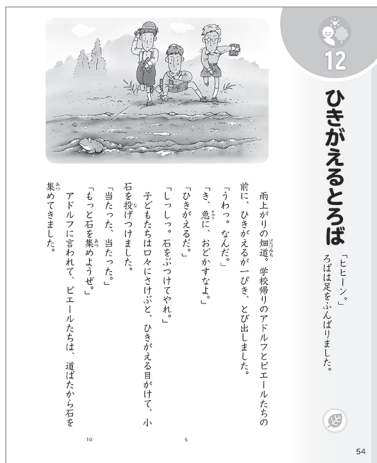 12
ひきがえるとろば
「ヒヒーン。」
ろばは足をふんばりました。
雨上がりの畑道。学校帰りのアドルフとピエールたちの
前に、ひきがえるが一ぴき、とび出しました。
「うわっ。なんだ。」
「き、急に、おどかすなよ。」
「ひきがえるだ。」
「しっしっ。石をぶつけてやれ。」
子どもたちは口々にさけぶと、ひきがえる目がけて、小
石を投げつけました。
「当たった、当たった。」
「もっと石を集めようぜ。」
アドルフに言われて、ピエールたちは、道ばたから石を
集めてきました。
5
10
54